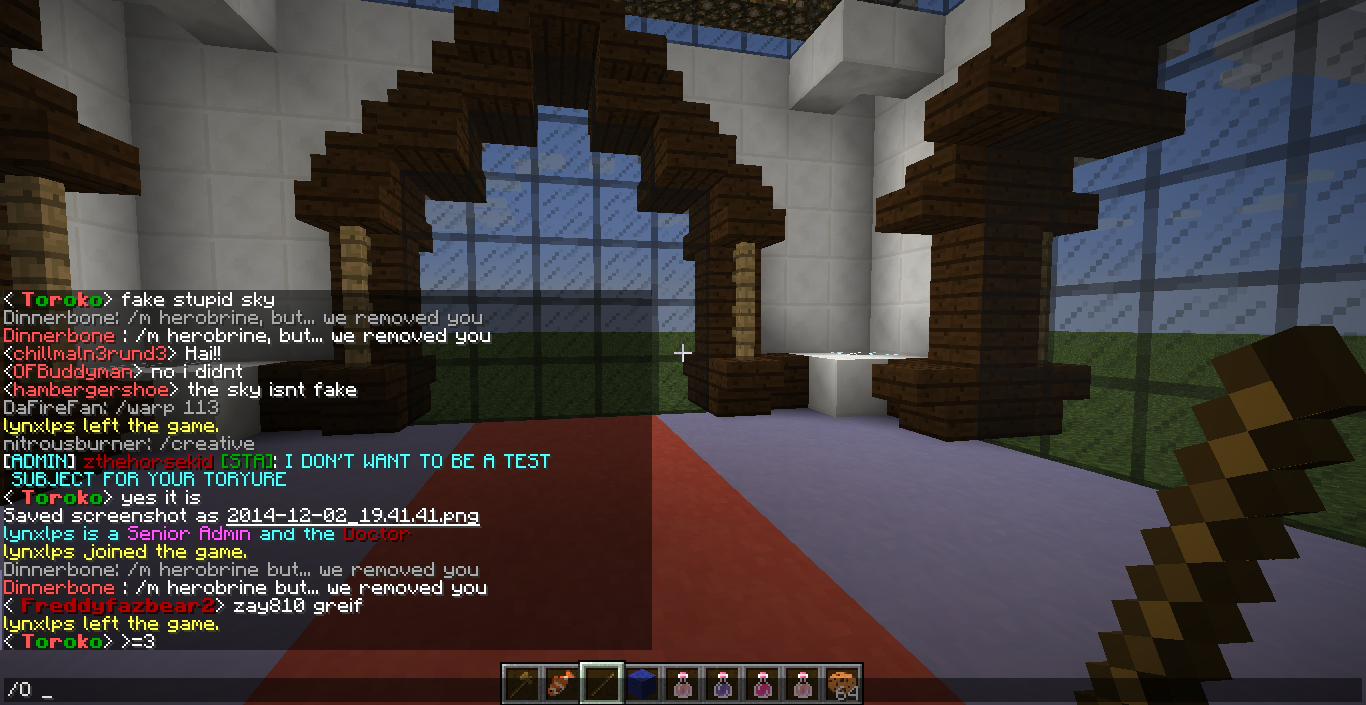 < Toroko> fake stupid sky
Dinnerbone: /m herobrine, but... we removed you
Dinnerbone : /m herobrine, but... we removed you
<chillmaln3rund3> Hai!!
<OFBuddyman> no i didnt
<hambergershoe> the sky isnt fake
DaFireFan: /warp 113
lynxlps left the game.
nitrousburner: /creative
[ADMIN] zthehorsekid [STA]: I DON'T WANT TO BE A TEST
SUBJECT FOR YOUR TORYURE
< Toroko> yes it is
Saved screenshot as 2014-12-02_19.41.41.png
lynxlps is a Senior Admin and the Doctor
lynxlps joined the game.
Dinnerbone: /m herobrine but... we removed you
Dinnerbone : /m herobrine but... we removed you
< Freddyfazbear2> zay810 greif
lynxlps left the game.
< Toroko> >=3
/O _
64